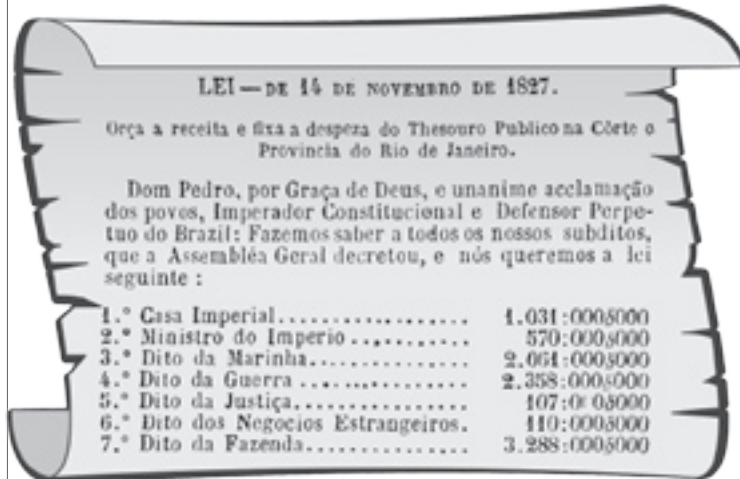 LEI — DE 14 DE NOVEMBRO DE 1827.
Orça a receita e fixa a despeza do Thesouro Publico na Côrte e
Provincia do Rio de Janeiro.
Dom Pedro, por Graça de Deus, e unanime acclamação
dos povos, Imperador Constitucional e Defensor Perpe-
tuo do Brazil: Fazemos saber a todos os nossos subditos,
que a Assembléa Geral decretou, e nós queremos a lei
seguinte :
1.º Casa Imperial.................. 1.031:000$000
2.º Ministro do Imperio ........... 570:000$000
3.º Dito da Marinha............... 2.061:000$000
4.º Dito da Guerra ............... 2.358:000$000
5.º Dito da Justiça................ 107:000$000
6.º Dito dos Negocios Estrangeiros. 110:000$000
7.º Dito da Fazenda............... 3.288:000$000